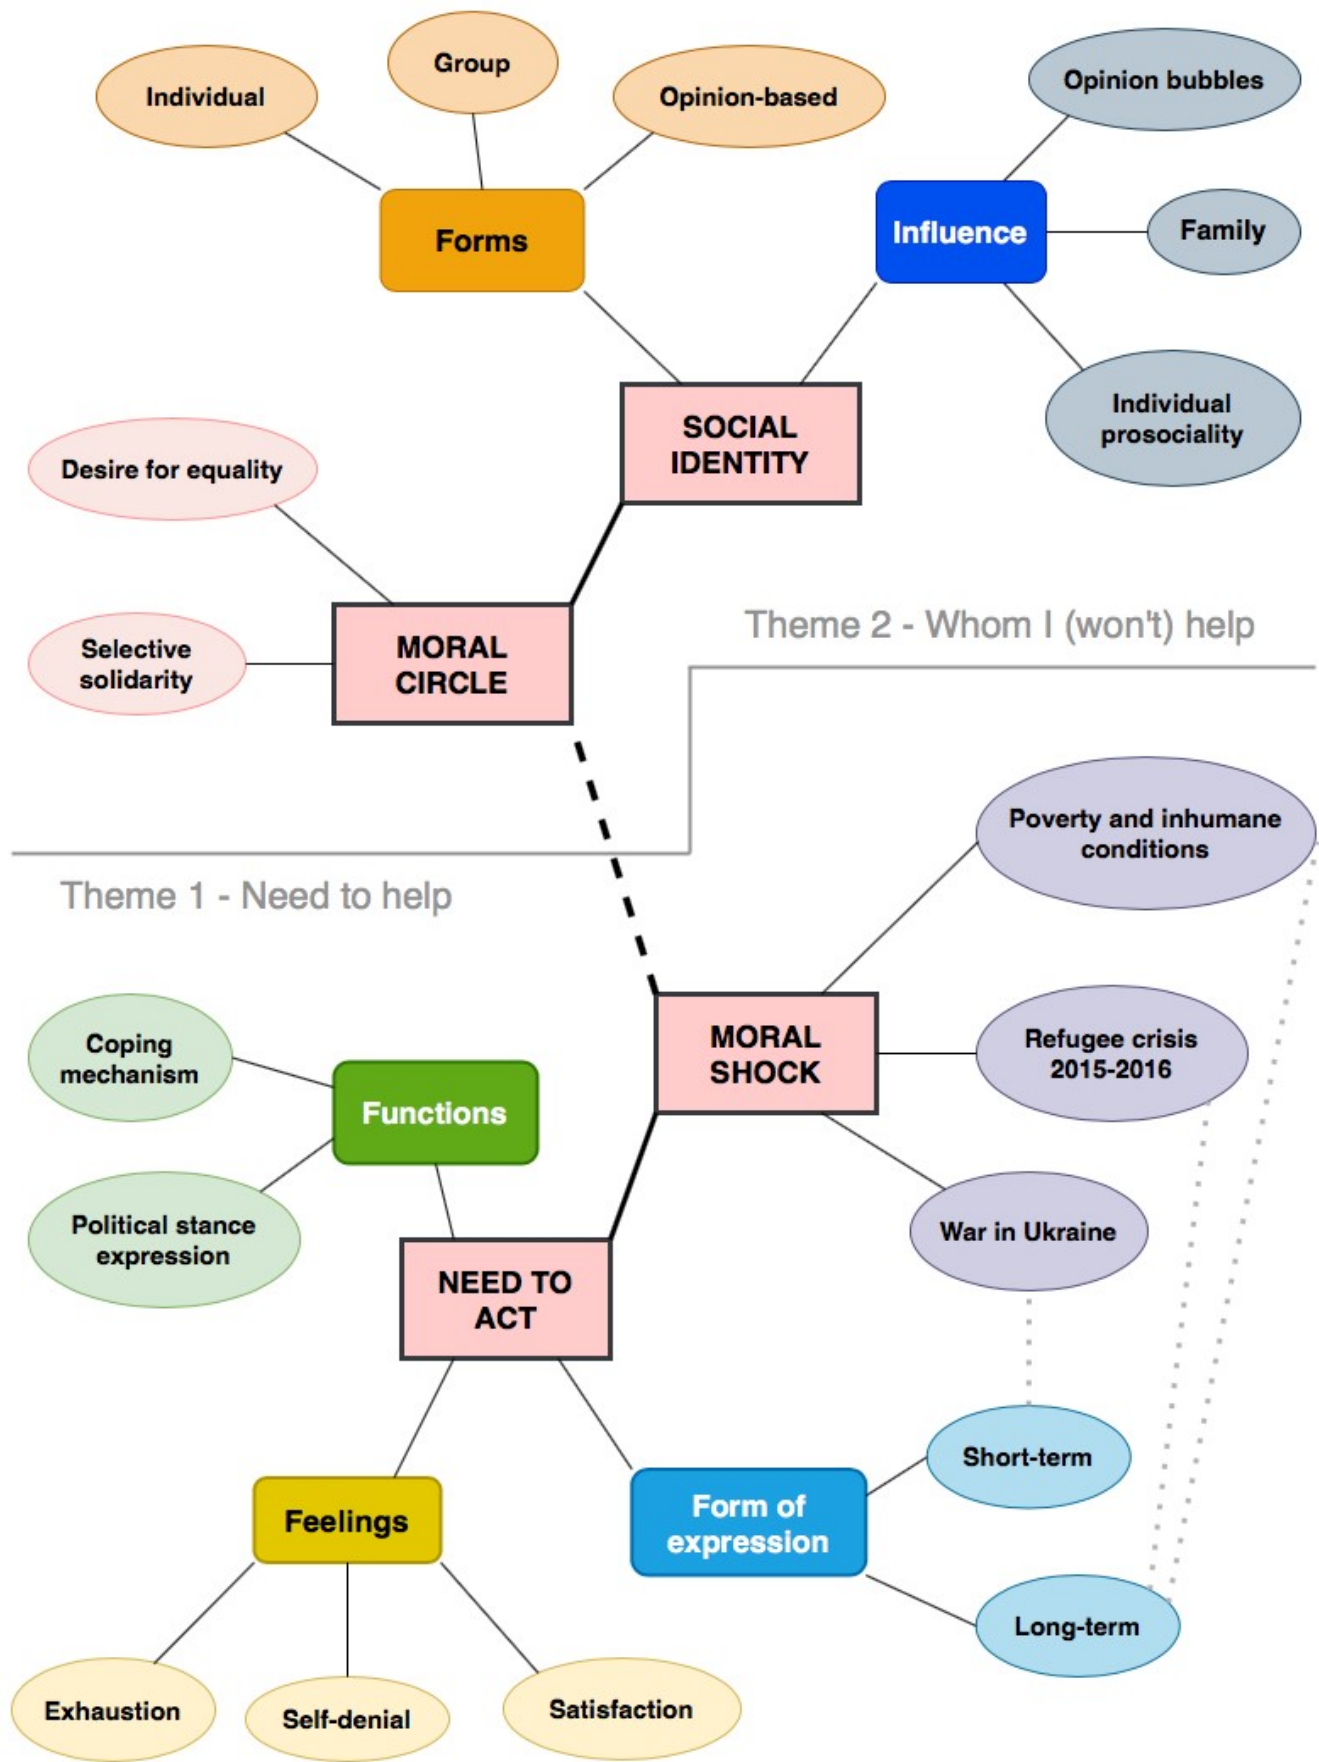 Group
Individual
Opinion-based
Opinion bubbles
Forms
Influence
Family
Individual
prosociality
SOCIAL
IDENTITY
Desire for equality
Selective
solidarity
MORAL
CIRCLE
Theme 2 - Whom I (won't) help
Poverty and inhumane
conditions
Theme 1 - Need to help
Coping
mechanism
MORAL
SHOCK
Refugee crisis
2015-2016
Functions
Political stance
expression
War in Ukraine
NEED TO
ACT
Short-term
Feelings
Form of
expression
Long-term
Exhaustion
Self-denial
Satisfaction